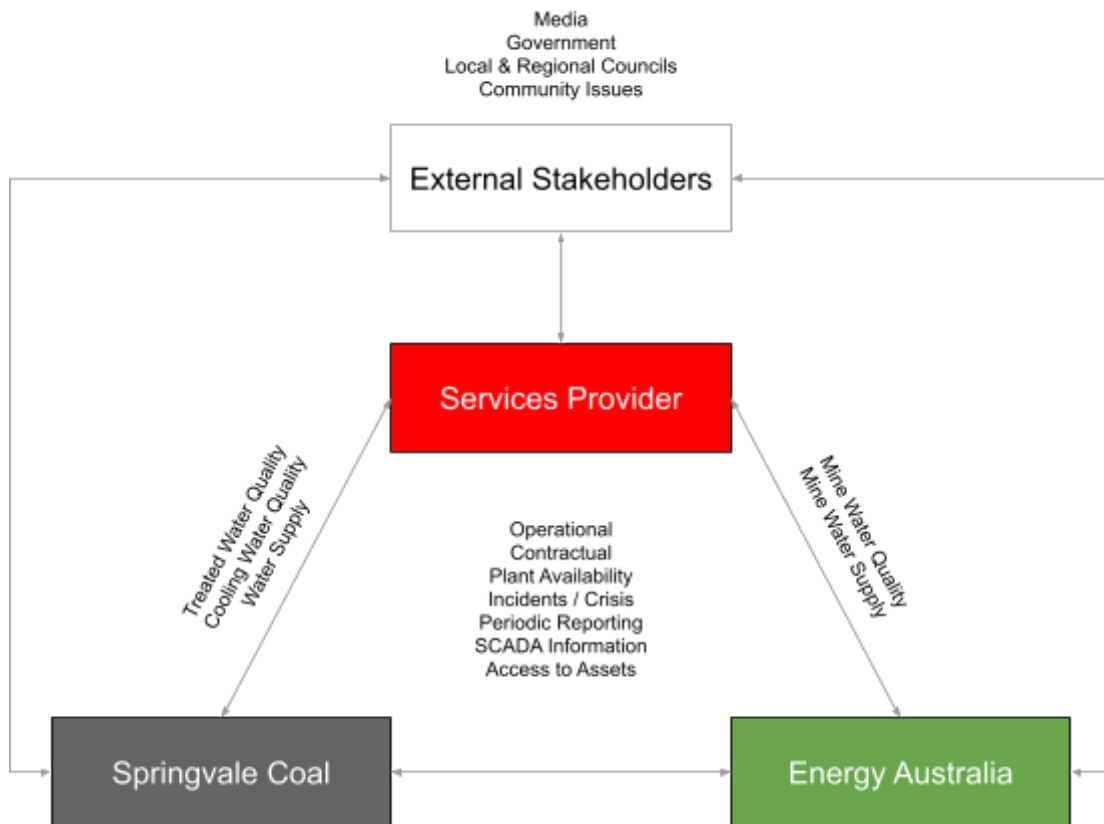 Media
Government
Local & Regional Councils
Community Issues
External Stakeholders
Services Provider
Treated Water Quality
Cooling Water Quality
Water Supply
Mine Water Quality
Mine Water Supply
Operational
Contractual
Plant Availability
Incidents / Crisis
Periodic Reporting
SCADA Information
Access to Assets
Springvale Coal
Energy Australia